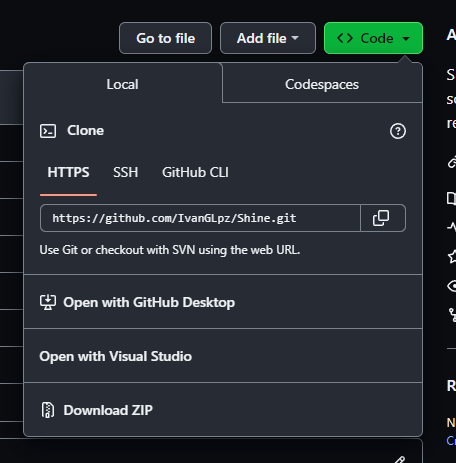 Go to file
Add file
Code
Local
Codespaces
Clone
HTTPS
SSH
GitHub CLI
https://github.com/IvanGLpz/Shine.git
Use Git or checkout with SVN using the web URL.
Open with GitHub Desktop
Open with Visual Studio
Download ZIP